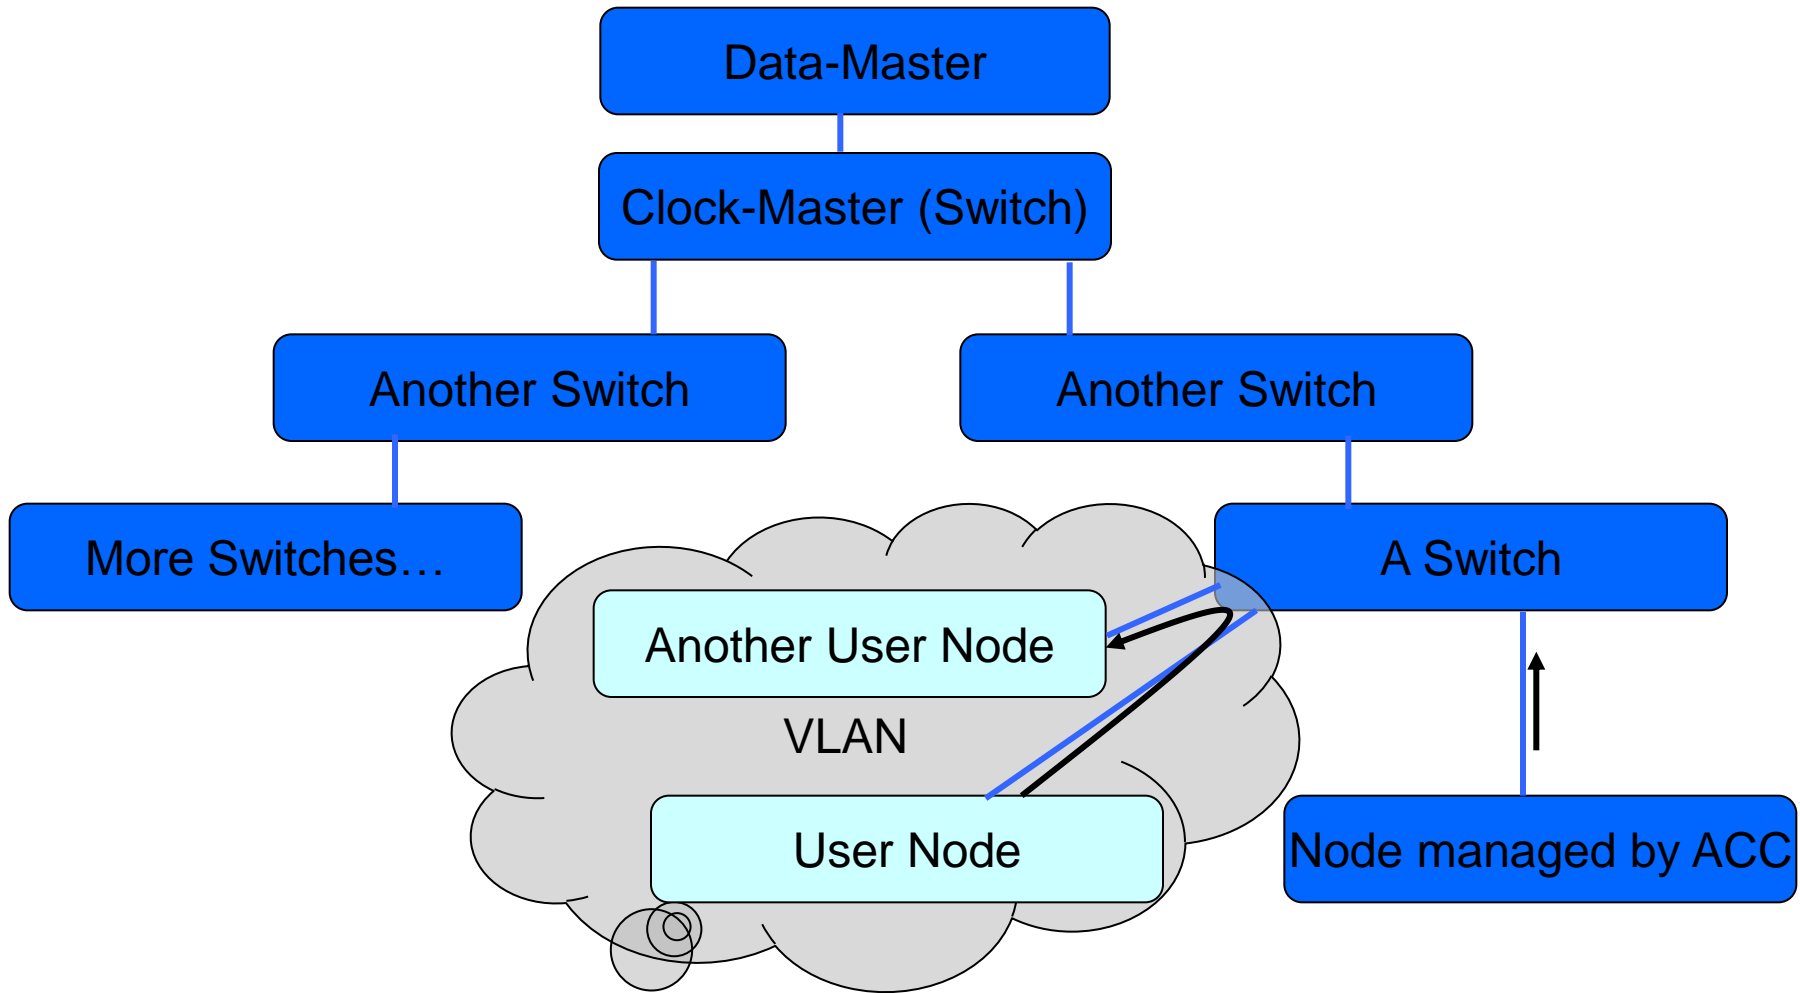 Data-Master
Clock-Master (Switch)
Another Switch
Another Switch
More Switches…
A Switch
Another User Node
VLAN
User Node
Node managed by ACC